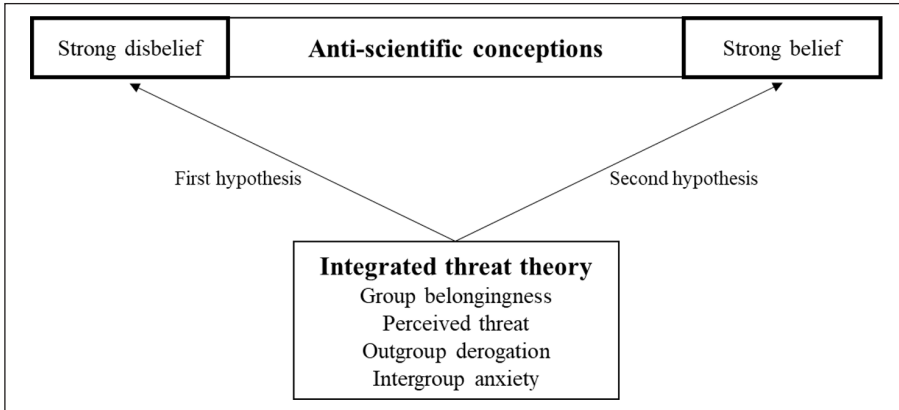 Strong disbelief
Anti-scientific conceptions
Strong belief
First hypothesis
Second hypothesis
Integrated threat theory
Group belongingness
Perceived threat
Outgroup derogation
Intergroup anxiety